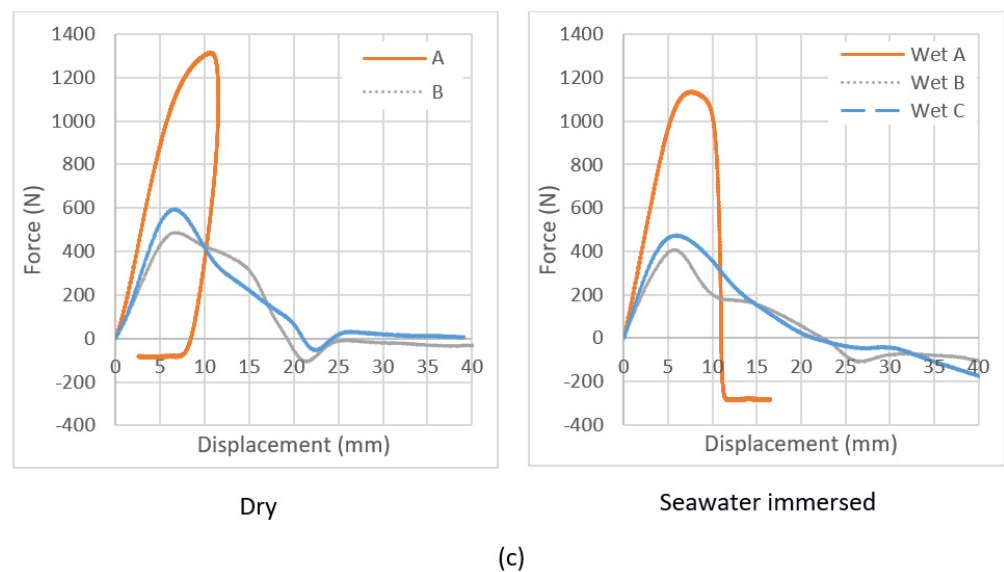 1400
1200
1000
800
600
400
200
0
-200
-400
0 5 10 15 20 25 30 35 40
Force (N)
Displacement (mm)
A
B
Dry
1400
1200
1000
800
600
400
200
0
-200
-400
0 5 10 15 20 25 30 35 40
Force (N)
Displacement (mm)
Wet A
Wet B
Wet C
Seawater immersed
(c)